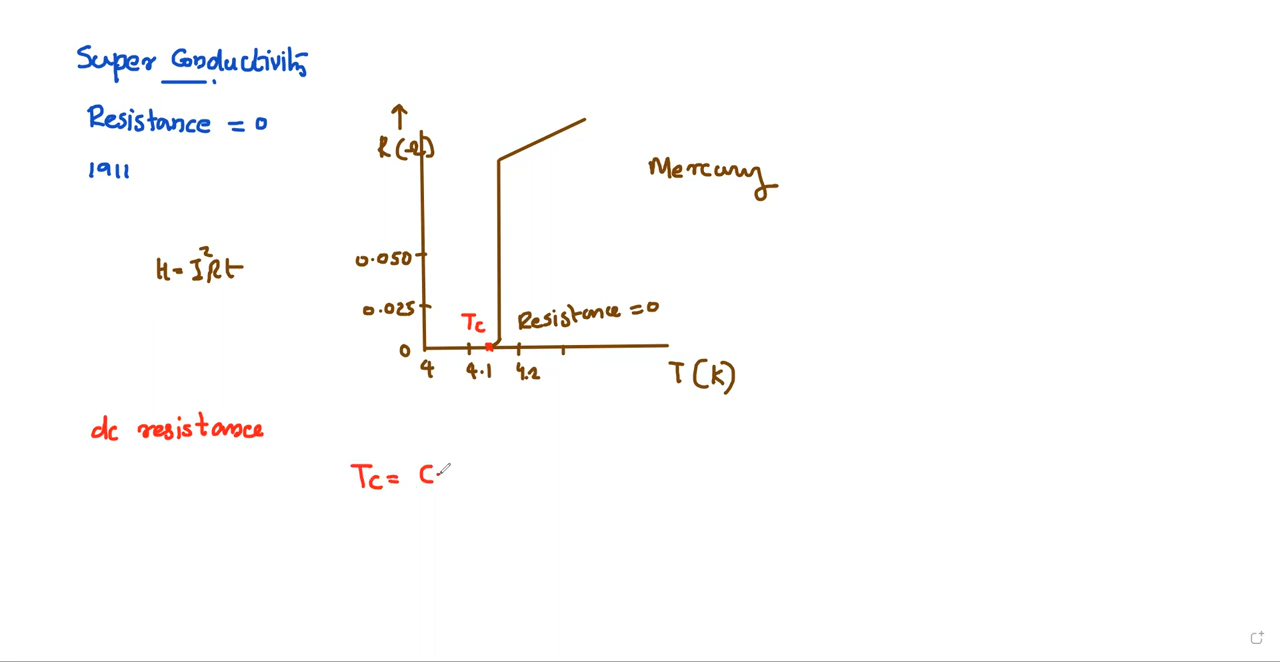 Super Conductivity
Resistance = 0
1911
R(Ω)
Mercury
H = I²Rt
0.050
0.025
Tc
Resistance = 0
0
4
4.1
4.2
T(K)
dc resistance
Tc = C